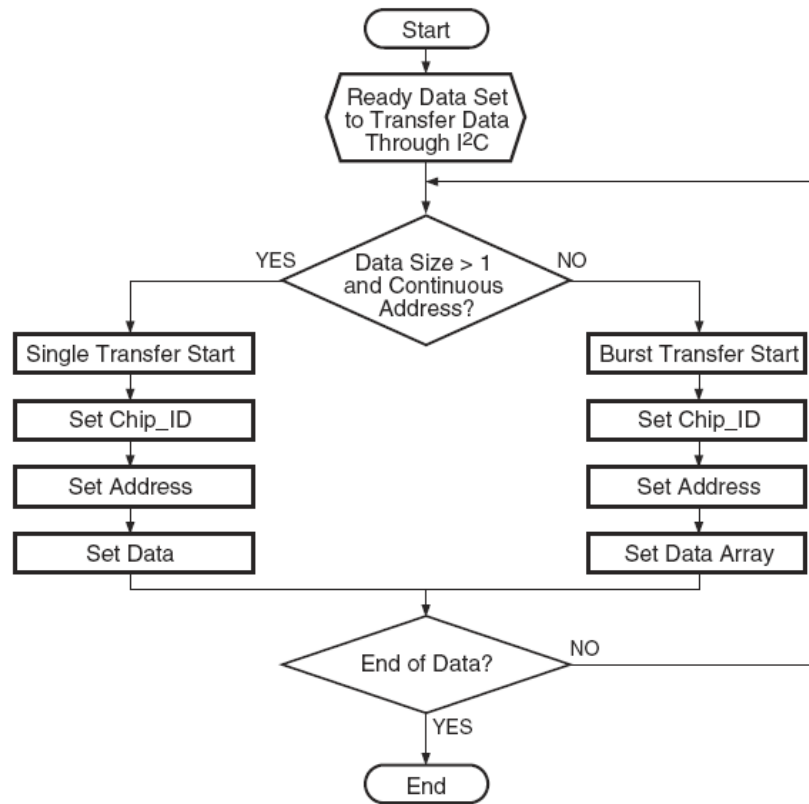 Start
Ready Data Set
to Transfer Data
Through I²C
YES
NO
Data Size > 1
and Continuous
Address?
Single Transfer Start
Burst Transfer Start
Set Chip_ID
Set Chip_ID
Set Address
Set Address
Set Data
Set Data Array
End of Data?
NO
YES
End